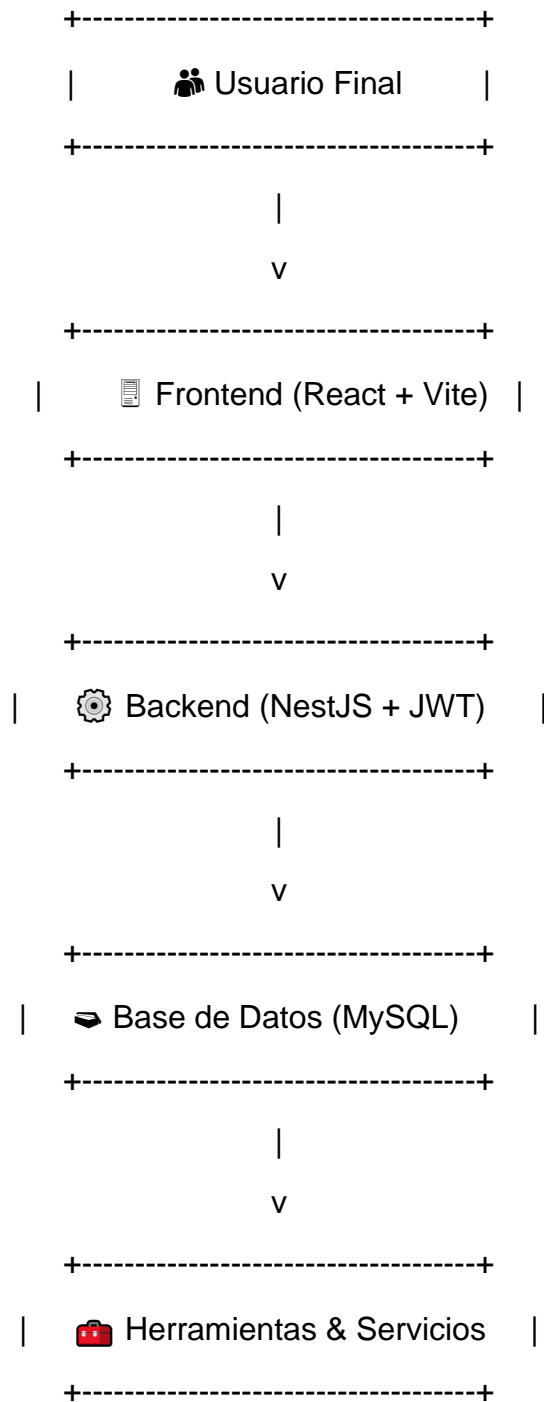 +----------------------------------+
| 👥 Usuario Final |
+----------------------------------+
|
v
+----------------------------------+
| 🖥 Frontend (React + Vite) |
+----------------------------------+
|
v
+----------------------------------+
| ⚙ Backend (NestJS + JWT) |
+----------------------------------+
|
v
+----------------------------------+
| 🗃 Base de Datos (MySQL) |
+----------------------------------+
|
v
+----------------------------------+
| 🧰 Herramientas & Servicios |
+----------------------------------+